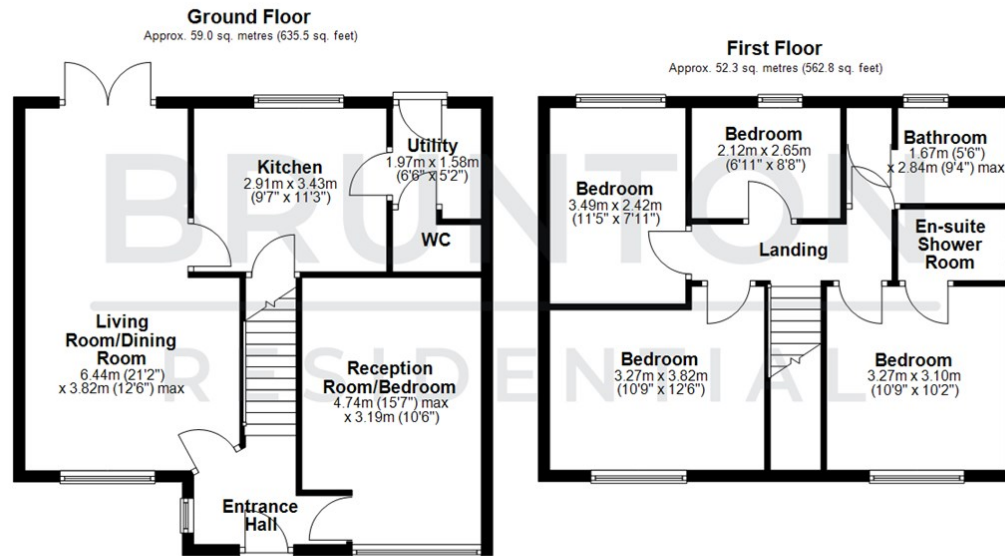 Ground Floor
Approx. 59.0 sq. metres (635.5 sq. feet)
Kitchen
2.91m x 3.43m
(9'7" x 11'3")
Utility
1.97m x 1.58m
(6'6" x 5'2")
WC
Living
Room/Dining
Room
6.44m (21'2")
x 3.82m (12'6") max
Reception
Room/Bedroom
4.74m (15'7") max
x 3.19m (10'6")
Entrance
Hall
First Floor
Approx. 52.3 sq. metres (562.8 sq. feet)
Bedroom
3.49m x 2.42m
(11'5" x 7'11")
Bedroom
2.12m x 2.65m
(6'11" x 8'8")
Bathroom
1.67m (5'6")
x 2.84m (9'4") max
Landing
En-suite
Shower
Room
Bedroom
3.27m x 3.82m
(10'9" x 12'6")
Bedroom
3.27m x 3.10m
(10'9" x 10'2")
BRUNTON
RESIDENTIAL